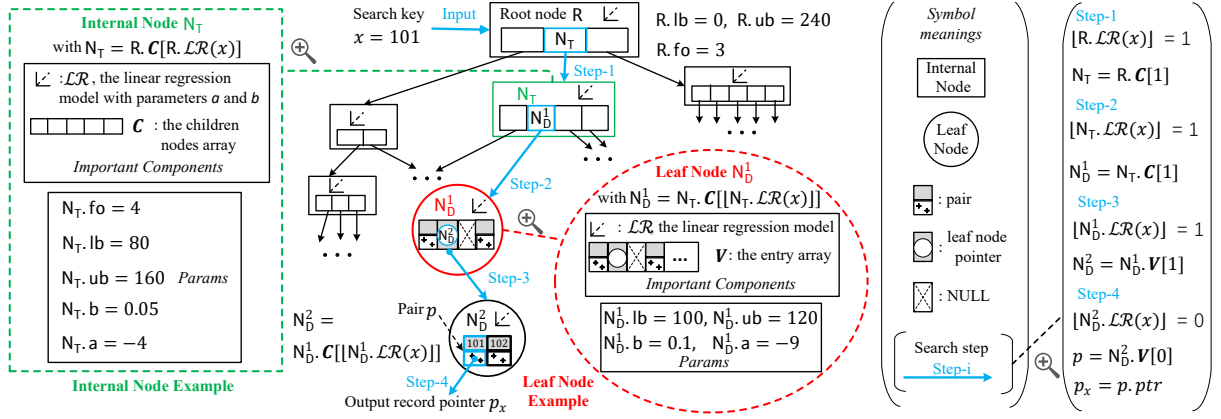 Internal Node N_T
with N_T = R.C[R.LR(x)]
: LR, the linear regression
model with parameters a and b
C : the children
nodes array
Important Components
N_T.fo = 4
N_T.lb = 80
N_T.ub = 160 Params
N_T.b = 0.05
N_T.a = −4
Internal Node Example
Search key
x = 101
Input
Root node R
N_T
R.lb = 0, R.ub = 240
R.fo = 3
Step-1
N_T
N_D^1
• • •
• • •
• • •
Step-2
N_D^1
N_D^2
Step-3
N_D^2
Pair p
101 102
N_D^2 =
N_D^1.C[⌊N_D^1.LR(x)⌋]
Step-4
Output record pointer p_x
Leaf Node N_D^1
with N_D^1 = N_T.C[⌊N_T.LR(x)⌋]
: LR, the linear regression model
...
V: the entry array
Important Components
N_D^1.lb = 100, N_D^1.ub = 120
N_D^1.b = 0.1, N_D^1.a = −9
Params
Leaf Node
Example
Symbol
meanings
Internal
Node
Leaf
Node
: pair
: leaf node
pointer
: NULL
Search step
Step-i
Step-1
⌊R.LR(x)⌋ = 1
N_T = R.C[1]
Step-2
⌊N_T.LR(x)⌋ = 1
N_D^1 = N_T.C[1]
Step-3
⌊N_D^1.LR(x)⌋ = 1
N_D^2 = N_D^1.V[1]
Step-4
⌊N_D^2.LR(x)⌋ = 0
p = N_D^2.V[0]
p_x = p.ptr